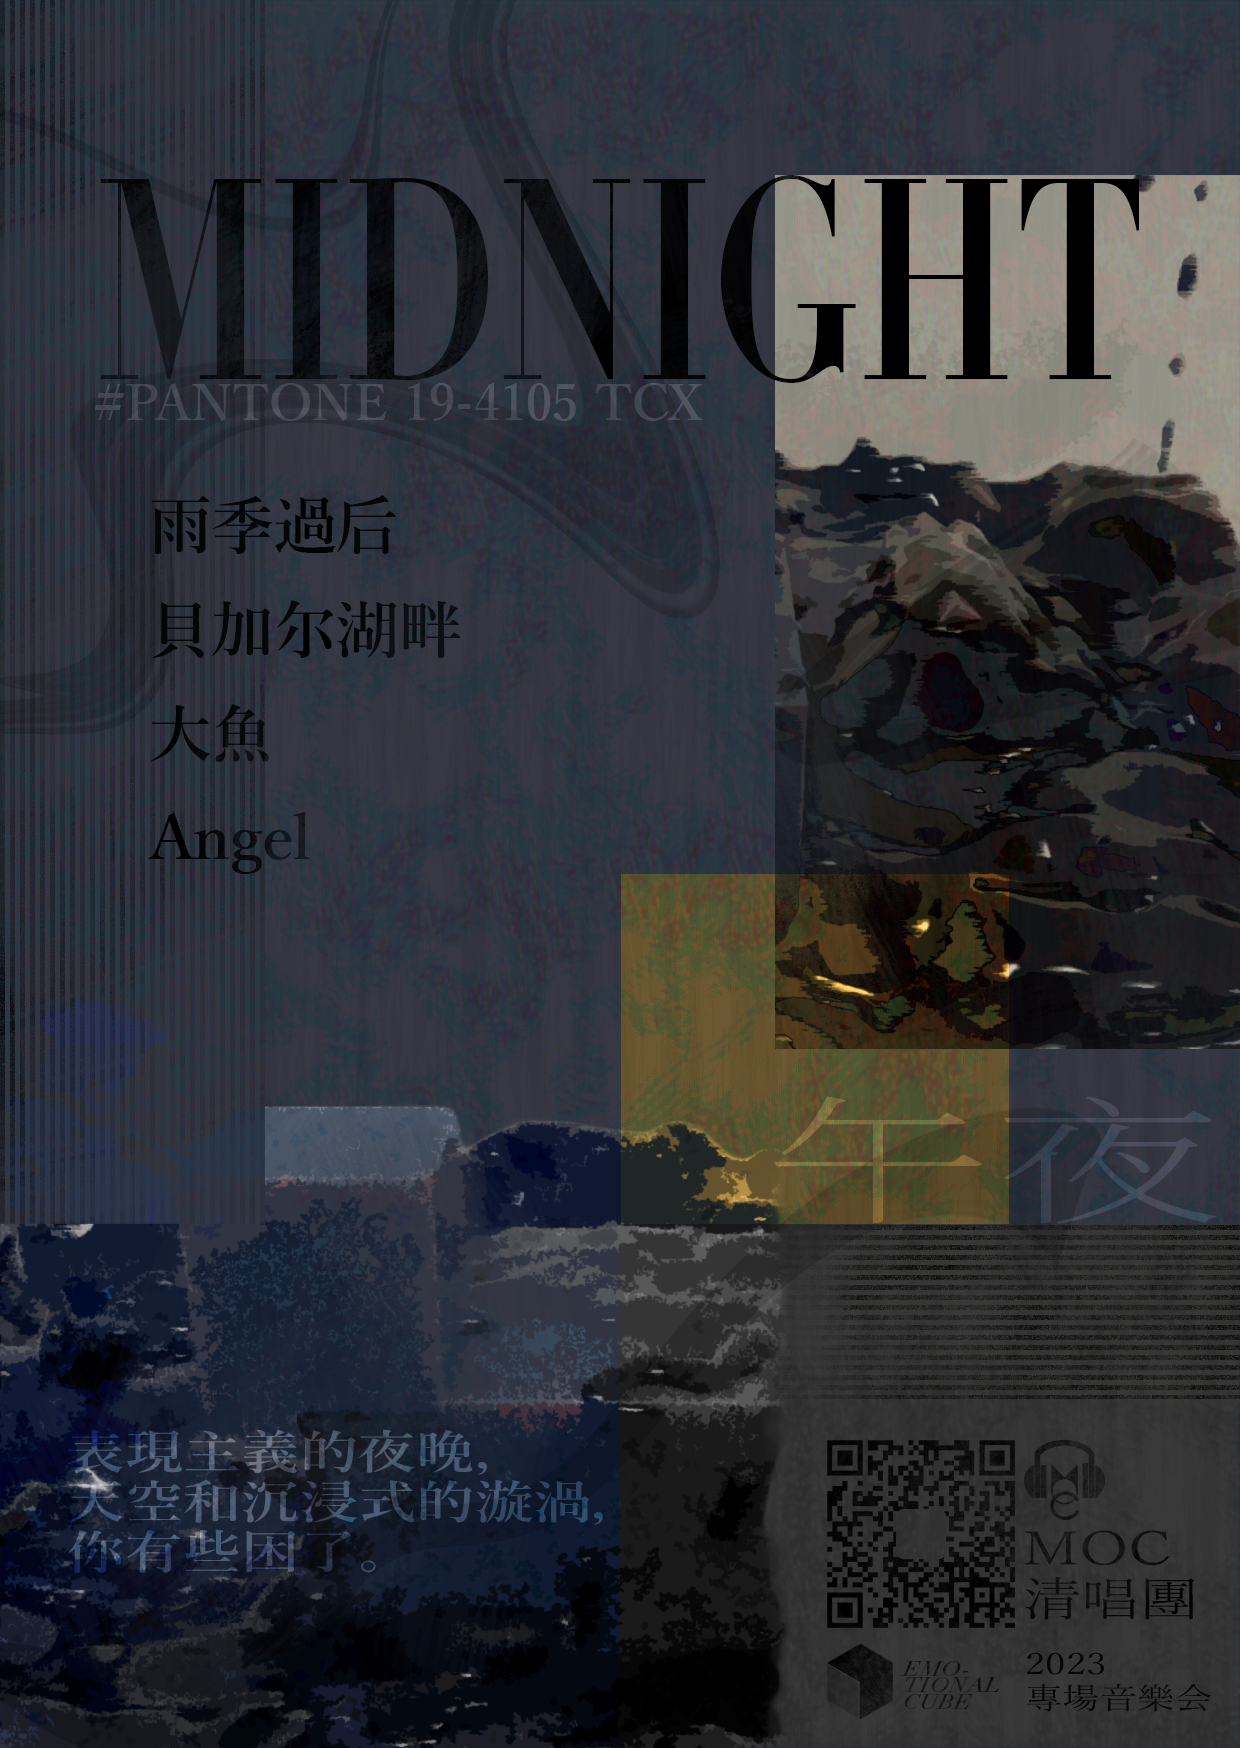 MIDNIGHT
#PANTONE 19-4105 TCX
雨季過后
貝加尔湖畔
大魚
Angel
午夜
表現主義的夜晚,
天空和沉浸式的漩渦,
你有些困了。
MOC
清唱團
EMO-
TIONAL
CUBE
2023
專場音樂会